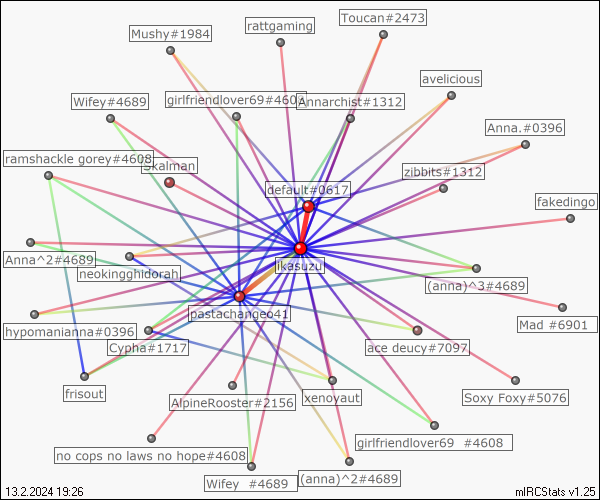 Toucan#2473
rattgaming
Mushy#1984
avelicious
Wifey#4689
girlfriendlover69#4608
Annarchist#1312
Anna.#0396
ramshackle gorey#4608
Skalman
zibbits#1312
default#0617
fakedingo
Anna^2#4689
ikasuzu
neokingghidorah
(anna)^3#4689
pastachangeo41
hypomanianna#0396
Mad #6901
Cypha#1717
ace deucy#7097
frisout
xenoyaut
Soxy Foxy#5076
AlpineRooster#2156
girlfriendlover69 #4608
no cops no laws no hope#4608
Wifey #4689
(anna)^2#4689
13.2.2024 19:26
mIRCStats v1.25